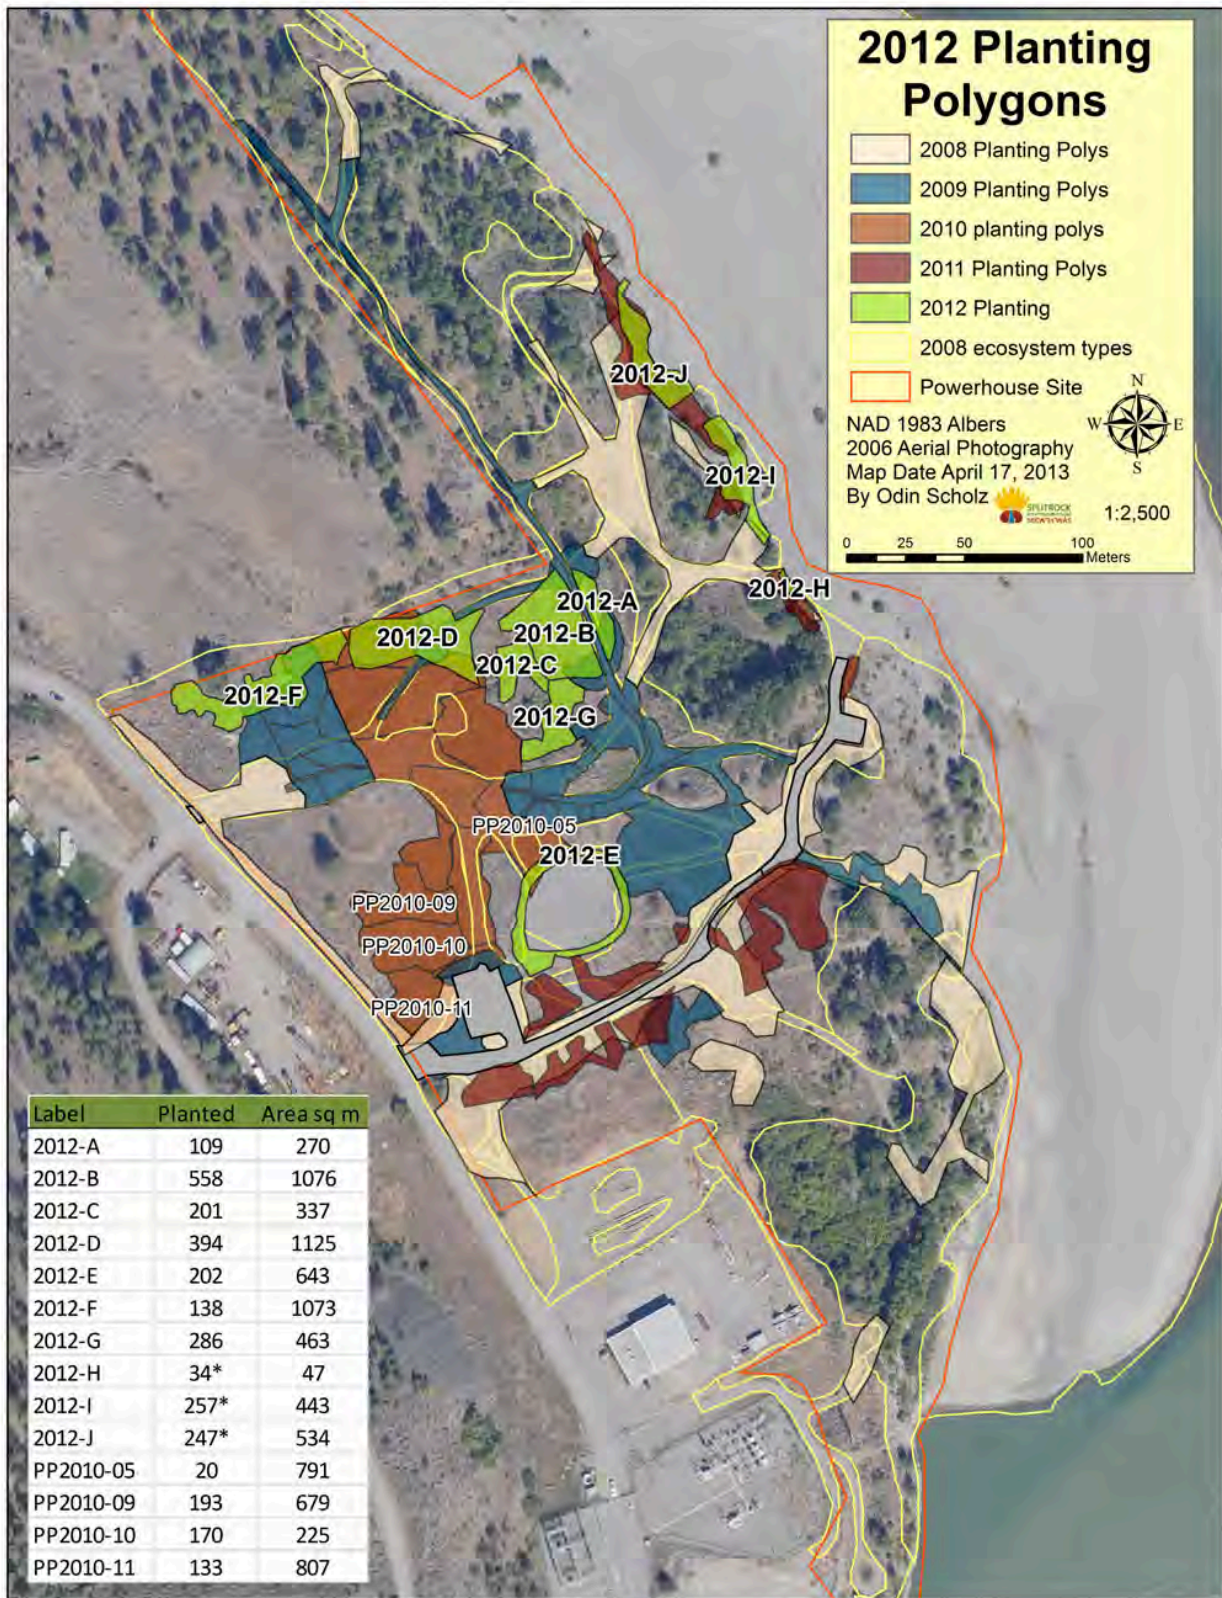 2012 Planting
Polygons
2008 Planting Polys
2009 Planting Polys
2010 planting polys
2011 Planting Polys
2012 Planting
2008 ecosystem types
Powerhouse Site
N
W E
S
NAD 1983 Albers
2006 Aerial Photography
Map Date April 17, 2013
By Odin Scholz
SPLITROCK
1:2,500
0 25 50 100
Meters
2012-J
2012-I
2012-H
2012-A
2012-B
2012-D
2012-C
2012-F
2012-G
PP2010-05
2012-E
PP2010-09
PP2010-10
PP2010-11
Label Planted Area sq m
2012-A 109 270
2012-B 558 1076
2012-C 201 337
2012-D 394 1125
2012-E 202 643
2012-F 138 1073
2012-G 286 463
2012-H 34* 47
2012-I 257* 443
2012-J 247* 534
PP2010-05 20 791
PP2010-09 193 679
PP2010-10 170 225
PP2010-11 133 807